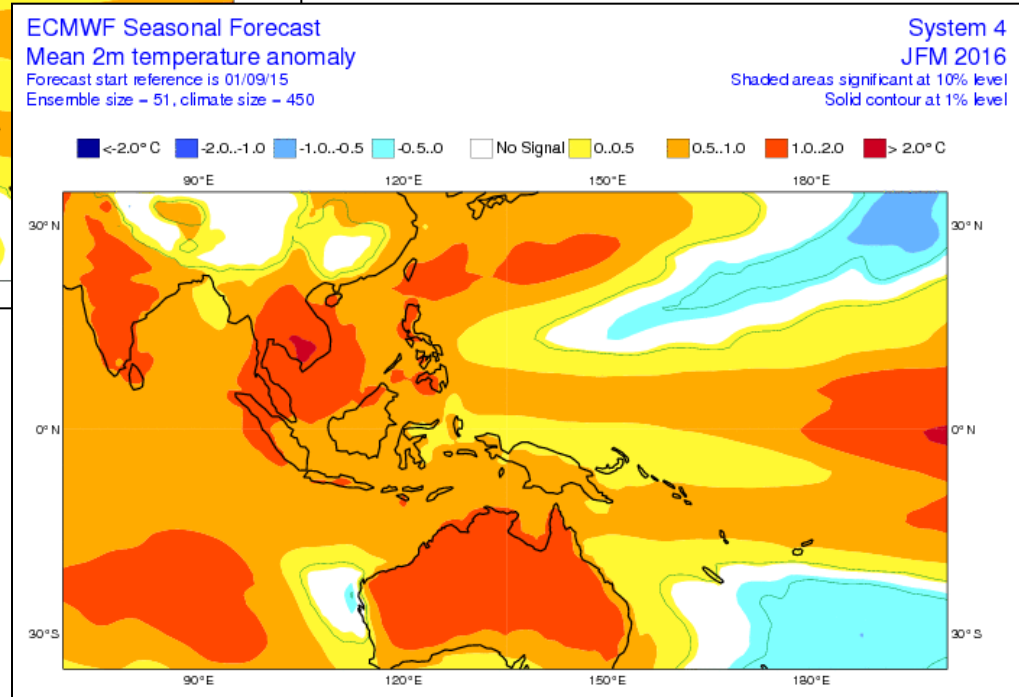 ECMWF Seasonal Forecast
System 4
Mean 2m temperature anomaly
JFM 2016
Forecast start reference is 01/09/15
Shaded areas significant at 10% level
Ensemble size = 51, climate size = 450
Solid contour at 1% level
<-2.0°C -2.0..-1.0 -1.0..-0.5 -0.5..0 No Signal 0..0.5 0.5..1.0 1.0..2.0 > 2.0°C
90°E 120°E 150°E 180°E
30°N 30°N
0°N 0°N
30°S 30°S
90°E 120°E 150°E 180°E